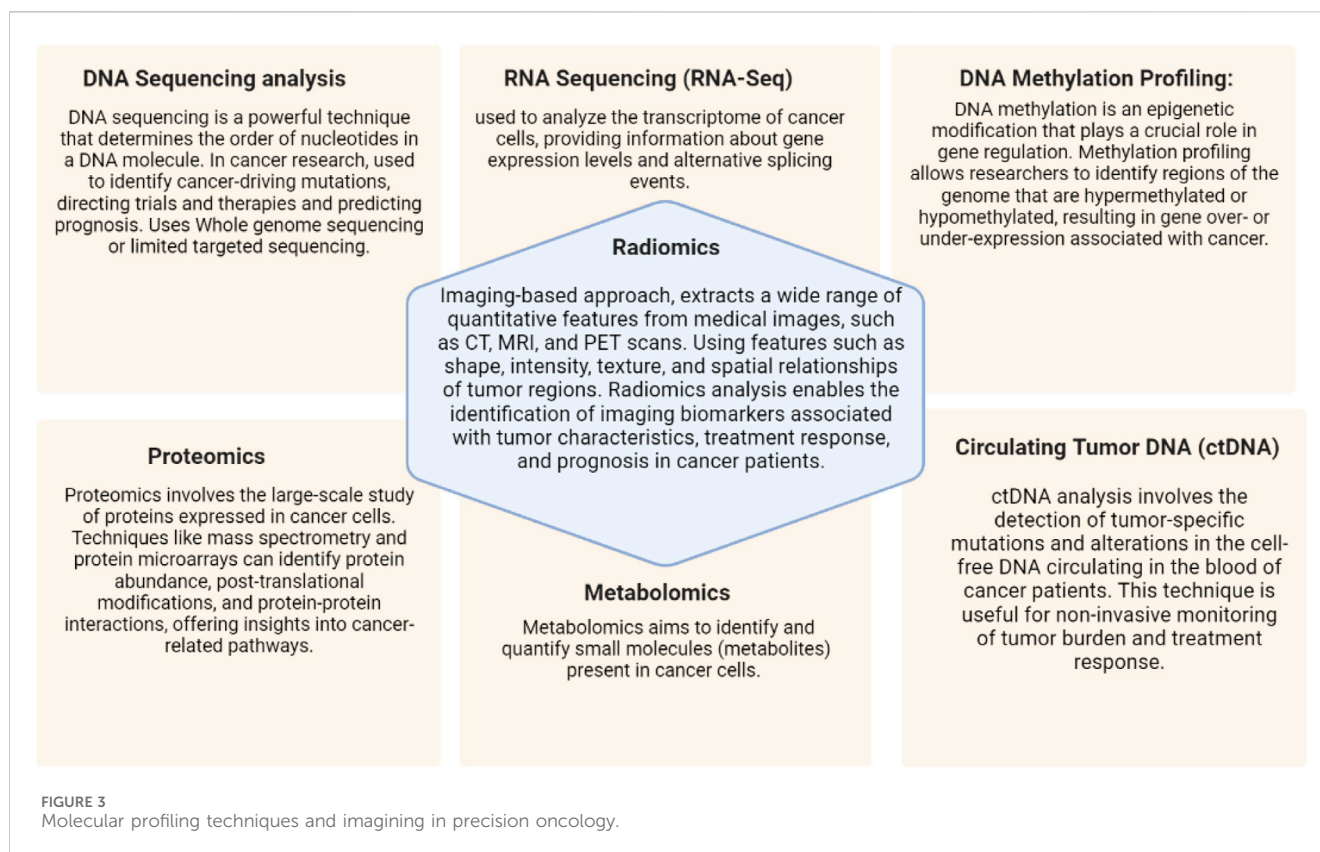 DNA Sequencing analysis
DNA sequencing is a powerful technique
that determines the order of nucleotides in
a DNA molecule. In cancer research, used
to identify cancer-driving mutations,
directing trials and therapies and predicting
prognosis. Uses Whole genome sequencing
or limited targeted sequencing.
RNA Sequencing (RNA-Seq)
used to analyze the transcriptome of cancer
cells, providing information about gene
expression levels and alternative splicing
events.
DNA Methylation Profiling:
DNA methylation is an epigenetic
modification that plays a crucial role in
gene regulation. Methylation profiling
allows researchers to identify regions of the
genome that are hypermethylated or
hypomethylated, resulting in gene over- or
under-expression associated with cancer.
Radiomics
Imaging-based approach, extracts a wide range of
quantitative features from medical images, such
as CT, MRI, and PET scans. Using features such as
shape, intensity, texture, and spatial relationships
of tumor regions. Radiomics analysis enables the
identification of imaging biomarkers associated
with tumor characteristics, treatment response,
and prognosis in cancer patients.
Proteomics
Proteomics involves the large-scale study
of proteins expressed in cancer cells.
Techniques like mass spectrometry and
protein microarrays can identify protein
abundance, post-translational
modifications, and protein-protein
interactions, offering insights into cancer-
related pathways.
Metabolomics
Metabolomics aims to identify and
quantify small molecules (metabolites)
present in cancer cells.
Circulating Tumor DNA (ctDNA)
ctDNA analysis involves the
detection of tumor-specific
mutations and alterations in the cell-
free DNA circulating in the blood of
cancer patients. This technique is
useful for non-invasive monitoring
of tumor burden and treatment
response.
FIGURE 3
Molecular profiling techniques and imagining in precision oncology.